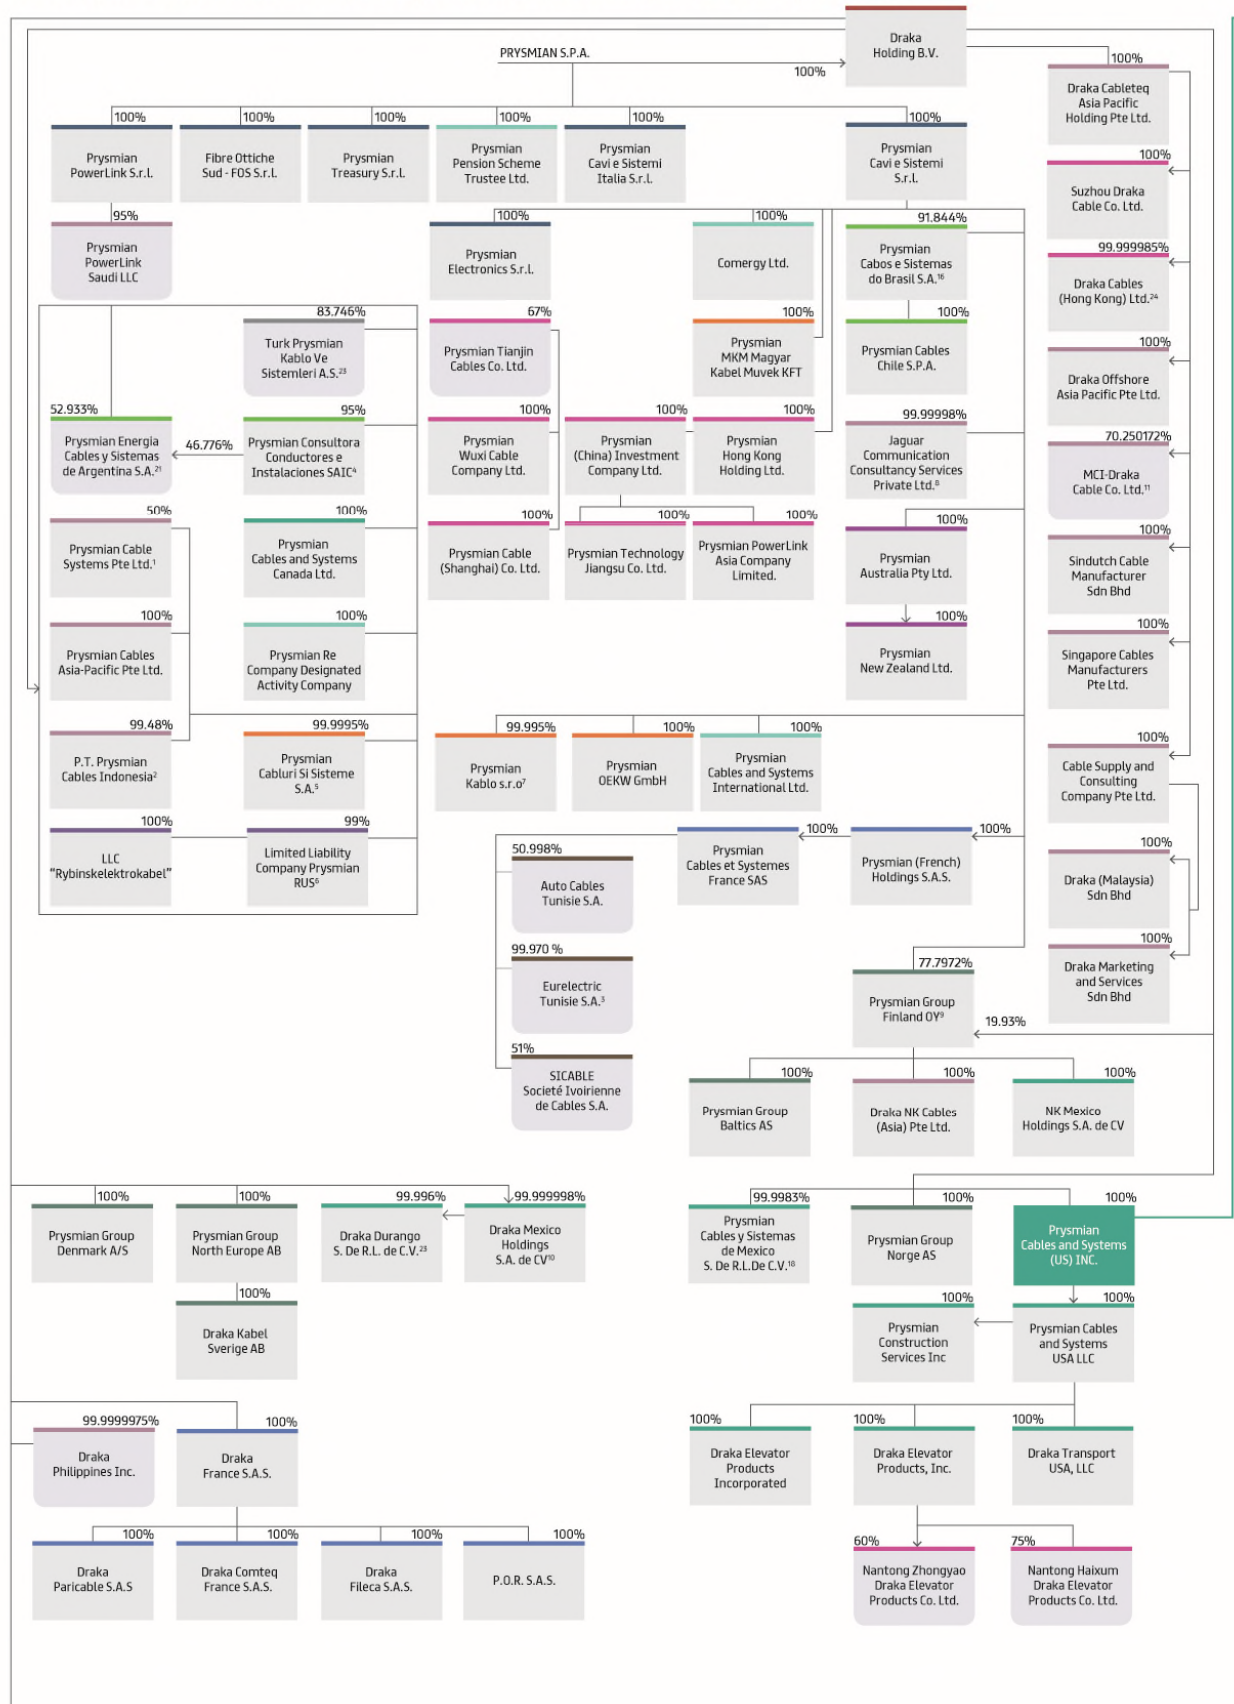 Draka
Holding B.V.
PRYSMIAN S.P.A.
100%
100%
Draka Cableteq
Asia Pacific
Holding Pte Ltd.
100%
Prysmian
PowerLink S.r.l.
100%
Fibre Ottiche
Sud - FOS S.r.l.
100%
Prysmian
Treasury S.r.l.
100%
Prysmian
Pension Scheme
Trustee Ltd.
100%
Prysmian
Cavi e Sistemi
Italia S.r.l.
100%
Prysmian
Cavi e Sistemi
S.r.l.
100%
Suzhou Draka
Cable Co. Ltd.
95%
Prysmian
PowerLink
Saudi LLC
100%
Prysmian
Electronics S.r.l.
100%
Comergy Ltd.
91.844%
Prysmian
Cabos e Sistemas
do Brasil S.A.¹⁶
99.999985%
Draka Cables
(Hong Kong) Ltd.²⁴
83.746%
Turk Prysmian
Kablo Ve
Sistemleri A.S.²³
67%
Prysmian Tianjin
Cables Co. Ltd.
100%
Prysmian
MKM Magyar
Kabel Muvek KFT
100%
Prysmian Cables
Chile S.P.A.
100%
Draka Offshore
Asia Pacific Pte Ltd.
52.933%
Prysmian Energia
Cables y Sistemas
de Argentina S.A.²¹
46.776%
95%
Prysmian Consultora
Conductores e
Instalaciones SAIC⁴
100%
Prysmian
Wuxi Cable
Company Ltd.
100%
Prysmian
(China) Investment
Company Ltd.
100%
Prysmian
Hong Kong
Holding Ltd.
99.99998%
Jaguar
Communication
Consultancy Services
Private Ltd.⁸
70.250172%
MCI-Draka
Cable Co. Ltd.¹¹
50%
Prysmian Cable
Systems Pte Ltd.¹
100%
Prysmian
Cables and Systems
Canada Ltd.
100%
Prysmian Cable
(Shanghai) Co. Ltd.
100%
Prysmian Technology
Jiangsu Co. Ltd.
100%
Prysmian PowerLink
Asia Company
Limited.
100%
Prysmian
Australia Pty Ltd.
100%
Sindutch Cable
Manufacturer
Sdn Bhd
100%
Prysmian Cables
Asia-Pacific Pte Ltd.
100%
Prysmian Re
Company Designated
Activity Company
100%
Prysmian
New Zealand Ltd.
100%
Singapore Cables
Manufacturers
Pte Ltd.
99.48%
P.T. Prysmian
Cables Indonesia²
99.9995%
Prysmian
Cabluri Si Sisteme
S.A.⁵
99.995%
Prysmian
Kablo s.r.o⁷
100%
Prysmian
OEKW GmbH
100%
Prysmian
Cables and Systems
International Ltd.
100%
Cable Supply and
Consulting
Company Pte Ltd.
100%
LLC
"Rybinskelektrokabel"
99%
Limited Liability
Company Prysmian
RUS⁶
50.998%
Auto Cables
Tunisie S.A.
100%
Prysmian
Cables et Systemes
France SAS
100%
Prysmian (French)
Holdings S.A.S.
100%
Draka (Malaysia)
Sdn Bhd
99.970 %
Eurelectric
Tunisie S.A.³
77.7972%
Prysmian Group
Finland OY⁹
19.93%
100%
Draka Marketing
and Services
Sdn Bhd
51%
SICABLE
Societé Ivoirienne
de Cables S.A.
100%
Prysmian Group
Baltics AS
100%
Draka NK Cables
(Asia) Pte Ltd.
100%
NK Mexico
Holdings S.A. de CV
100%
Prysmian Group
Denmark A/S
100%
Prysmian Group
North Europe AB
99.996%
Draka Durango
S. De R.L. de C.V.²³
99.999998%
Draka Mexico
Holdings
S.A. de CV¹⁰
99.9983%
Prysmian
Cables y Sistemas
de Mexico
S. De R.L.De C.V.¹⁸
100%
Prysmian Group
Norge AS
100%
Prysmian
Cables and Systems
(US) INC.
100%
Draka Kabel
Sverige AB
100%
Prysmian
Construction
Services Inc
100%
Prysmian Cables
and Systems
USA LLC
99.9999975%
Draka
Philippines Inc.
100%
Draka
France S.A.S.
100%
Draka Elevator
Products
Incorporated
100%
Draka Elevator
Products, Inc.
100%
Draka Transport
USA, LLC
100%
Draka
Paricable S.A.S
100%
Draka Comteq
France S.A.S.
100%
Draka
Fileca S.A.S.
100%
P.O.R. S.A.S.
60%
Nantong Zhongyao
Draka Elevator
Products Co. Ltd.
75%
Nantong Haixum
Draka Elevator
Products Co. Ltd.